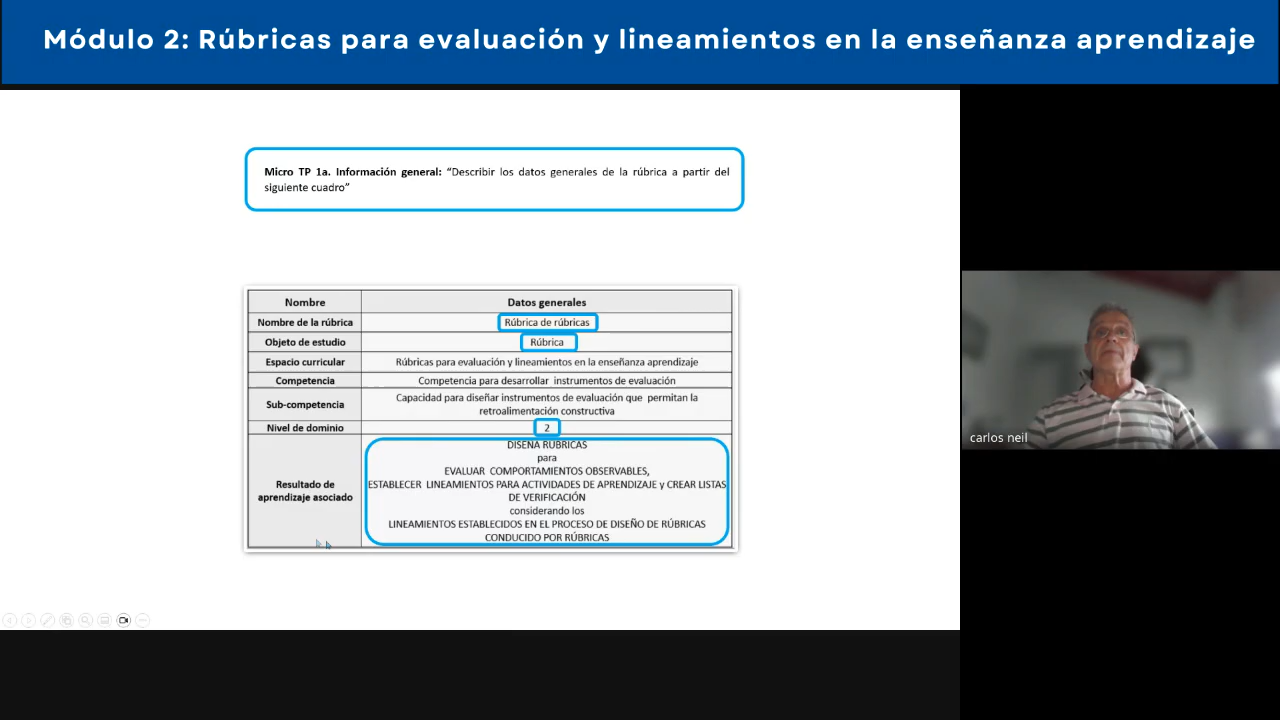 Módulo 2: Rúbricas para evaluación y lineamientos en la enseñanza aprendizaje
Micro TP 1a. Información general: “Describir los datos generales de la rúbrica a partir del
siguiente cuadro”
Nombre
Datos generales
Nombre de la rúbrica
Rúbrica de rúbricas
Objeto de estudio
Rúbrica
Espacio curricular
Rúbricas para evaluación y lineamientos en la enseñanza aprendizaje
Competencia
Competencia para desarrollar instrumentos de evaluación
Sub-competencia
Capacidad para diseñar instrumentos de evaluación que permitan la
retroalimentación constructiva
Nivel de dominio
2
Resultado de
aprendizaje asociado
DISEÑA RÚBRICAS
para
EVALUAR COMPORTAMIENTOS OBSERVABLES,
ESTABLECER LINEAMIENTOS PARA ACTIVIDADES DE APRENDIZAJE y CREAR LISTAS
DE VERIFICACIÓN
considerando los
LINEAMIENTOS ESTABLECIDOS EN EL PROCESO DE DISEÑO DE RÚBRICAS
CONDUCIDO POR RÚBRICAS
carlos neil